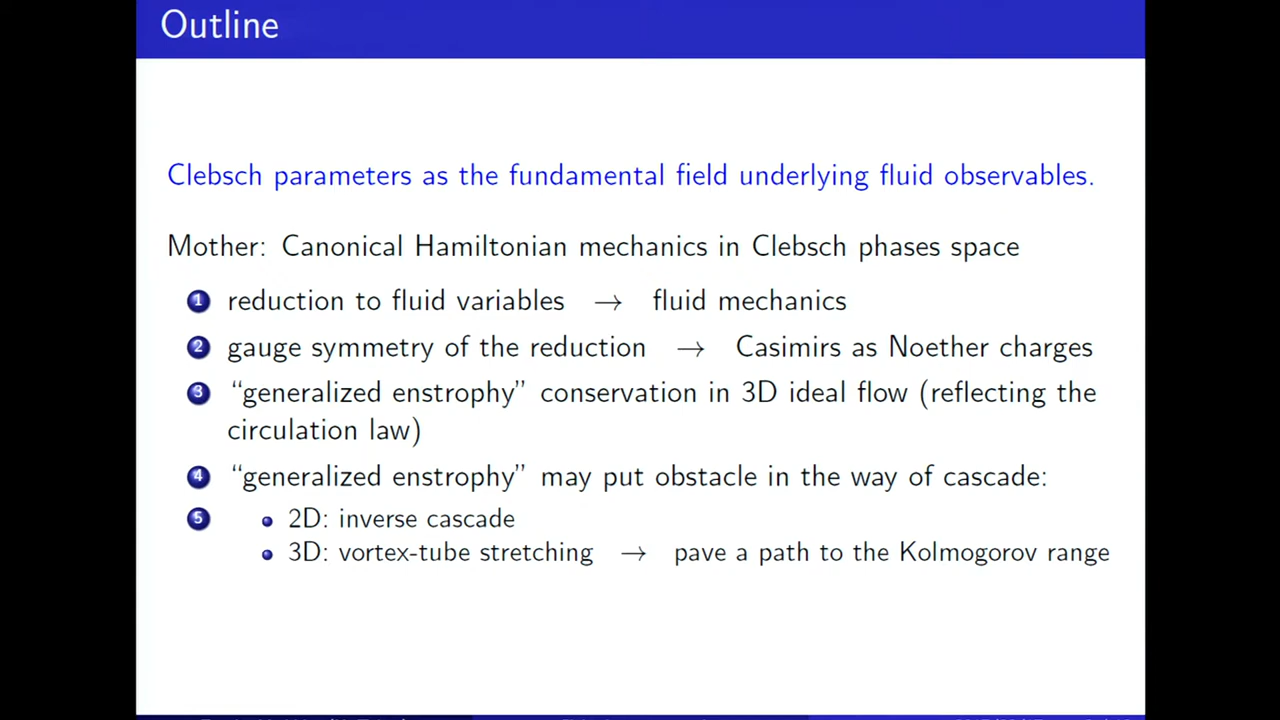 Outline
Clebsch parameters as the fundamental field underlying fluid observables.
Mother: Canonical Hamiltonian mechanics in Clebsch phases space
1 reduction to fluid variables → fluid mechanics
2 gauge symmetry of the reduction → Casimirs as Noether charges
3 “generalized enstrophy” conservation in 3D ideal flow (reflecting the
circulation law)
4 “generalized enstrophy” may put obstacle in the way of cascade:
5 • 2D: inverse cascade
• 3D: vortex-tube stretching → pave a path to the Kolmogorov range